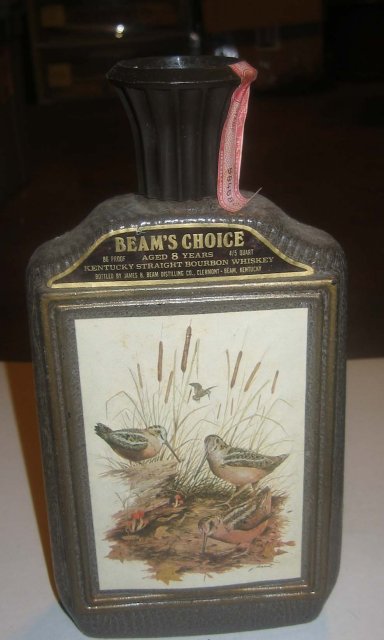 BEAM'S CHOICE
86 PROOF AGED 8 YEARS 4/5 QUART
KENTUCKY STRAIGHT BOURBON WHISKEY
BOTTLED BY JAMES B. BEAM DISTILLING CO., CLERMONT - BEAM, KENTUCKY